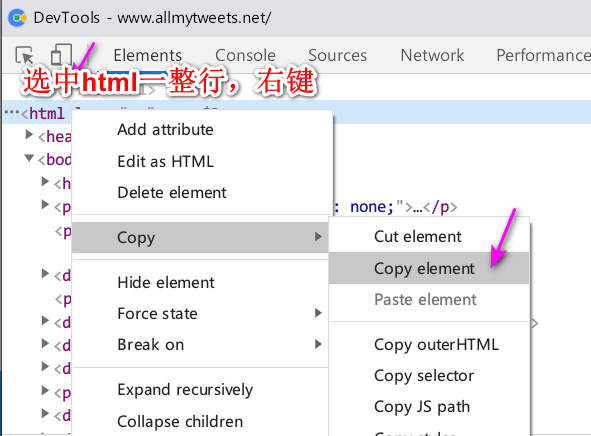 DevTools - www.allmytweets.net/
Elements Console Sources Network Performance
选中html一整行，右键
…<html
▶<hea
▼<bod
▶<h
▶<p : none;">…</p>
<p
▶<d
<p
▶<d >
▶<d
▶<d
▶<p
▶<d
Add attribute
Edit as HTML
Delete element
Copy
Hide element
Force state
Break on
Expand recursively
Collapse children
Cut element
Copy element
Paste element
Copy outerHTML
Copy selector
Copy JS path
Copy styles